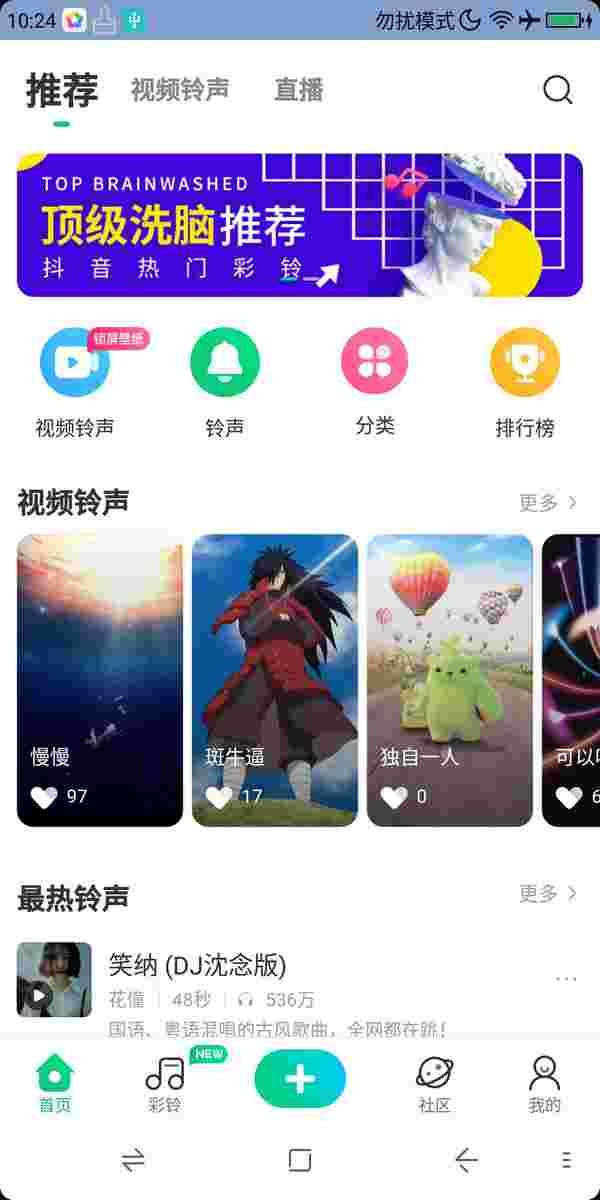 10:24 勿扰模式
推荐 视频铃声 直播
TOP BRAINWASHED
顶级洗脑推荐
抖音热门彩铃
锁屏壁纸
视频铃声 铃声 分类 排行榜
视频铃声 更多
慢慢 斑牛逼 独自一人
97 17 0
最热铃声 更多
笑纳 (DJ沈念版)
花僮 48秒 536万
国语、粤语混唱的古风歌曲，全网都在跳！
NEW
首页 彩铃 社区 我的